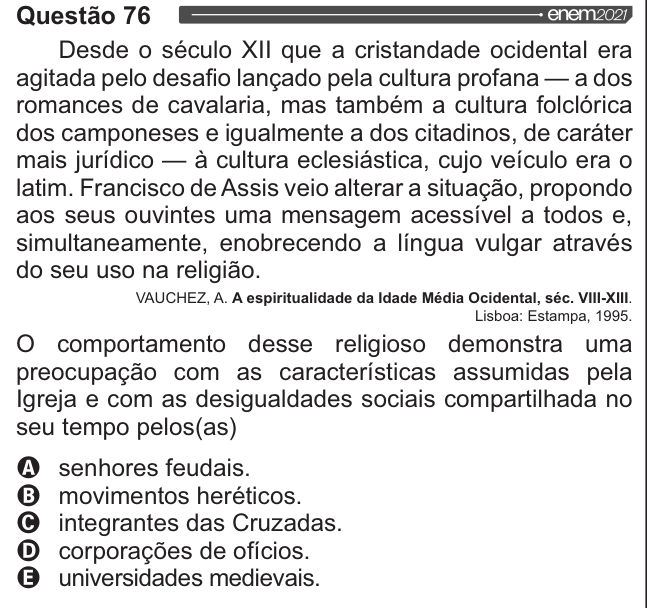 Questão 76
enem2021
Desde o século XII que a cristandade ocidental era
agitada pelo desafio lançado pela cultura profana — a dos
romances de cavalaria, mas também a cultura folclórica
dos camponeses e igualmente a dos citadinos, de caráter
mais jurídico — à cultura eclesiástica, cujo veículo era o
latim. Francisco de Assis veio alterar a situação, propondo
aos seus ouvintes uma mensagem acessível a todos e,
simultaneamente, enobrecendo a língua vulgar através
do seu uso na religião.
VAUCHEZ, A. A espiritualidade da Idade Média Ocidental, séc. VIII-XIII.
Lisboa: Estampa, 1995.
O comportamento desse religioso demonstra uma
preocupação com as características assumidas pela
Igreja e com as desigualdades sociais compartilhada no
seu tempo pelos(as)
A senhores feudais.
B movimentos heréticos.
C integrantes das Cruzadas.
D corporações de ofícios.
E universidades medievais.